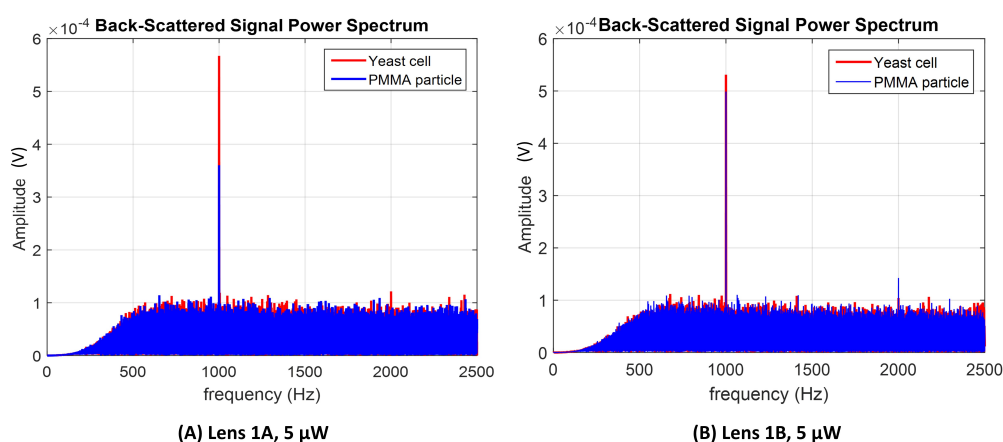 ×10⁻⁴ Back-Scattered Signal Power Spectrum
6
5
4
3
2
1
0
Amplitude (V)
Yeast cell
PMMA particle
0 500 1000 1500 2000 2500
frequency (Hz)
(A) Lens 1A, 5 µW
×10⁻⁴ Back-Scattered Signal Power Spectrum
6
5
4
3
2
1
0
Amplitude (V)
Yeast cell
PMMA particle
0 500 1000 1500 2000 2500
frequency (Hz)
(B) Lens 1B, 5 µW